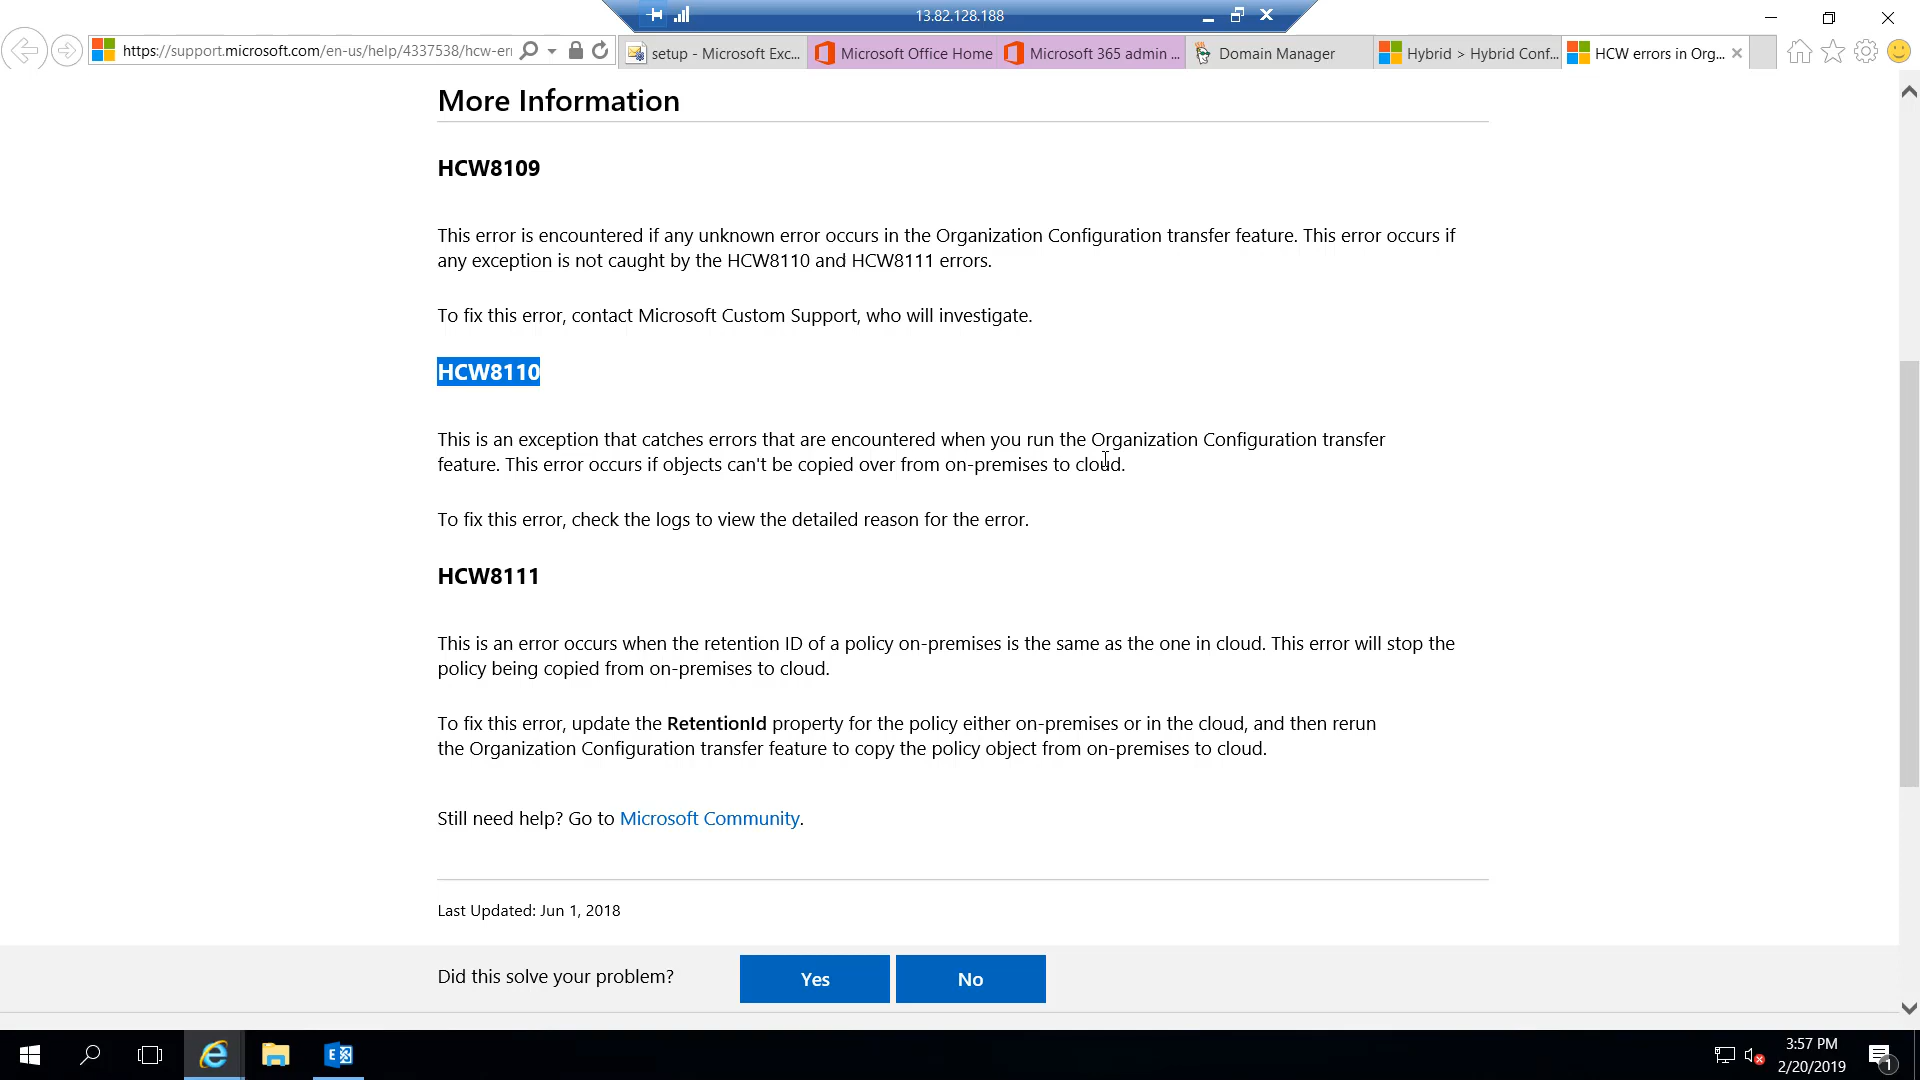 13.82.128.188
https://support.microsoft.com/en-us/help/4337538/hcw-er
setup - Microsoft Exc...
Microsoft Office Home
Microsoft 365 admin ...
Domain Manager
Hybrid > Hybrid Conf...
HCW errors in Org...
More Information
HCW8109
This error is encountered if any unknown error occurs in the Organization Configuration transfer feature. This error occurs if
any exception is not caught by the HCW8110 and HCW8111 errors.
To fix this error, contact Microsoft Custom Support, who will investigate.
HCW8110
This is an exception that catches errors that are encountered when you run the Organization Configuration transfer
feature. This error occurs if objects can't be copied over from on-premises to cloud.
To fix this error, check the logs to view the detailed reason for the error.
HCW8111
This is an error occurs when the retention ID of a policy on-premises is the same as the one in cloud. This error will stop the
policy being copied from on-premises to cloud.
To fix this error, update the RetentionId property for the policy either on-premises or in the cloud, and then rerun
the Organization Configuration transfer feature to copy the policy object from on-premises to cloud.
Still need help? Go to Microsoft Community.
Last Updated: Jun 1, 2018
Did this solve your problem?
Yes
No
3:57 PM
2/20/2019
1